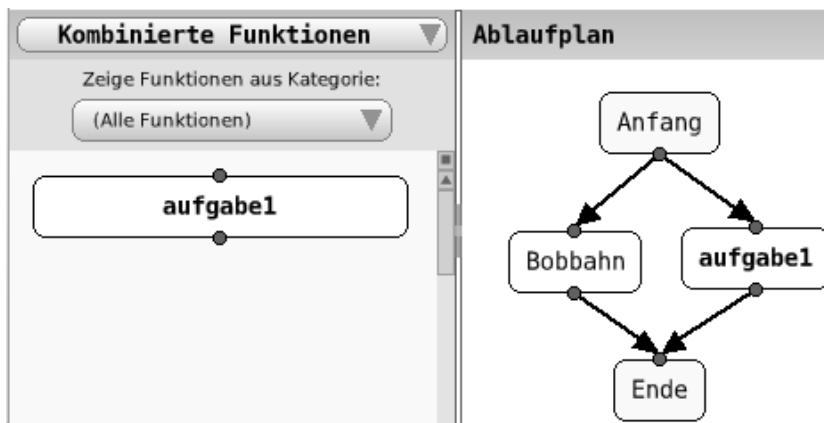 Kombinierte Funktionen
Zeige Funktionen aus Kategorie:
(Alle Funktionen)
aufgabe1
Ablaufplan
Anfang
Bobbahn
aufgabe1
Ende